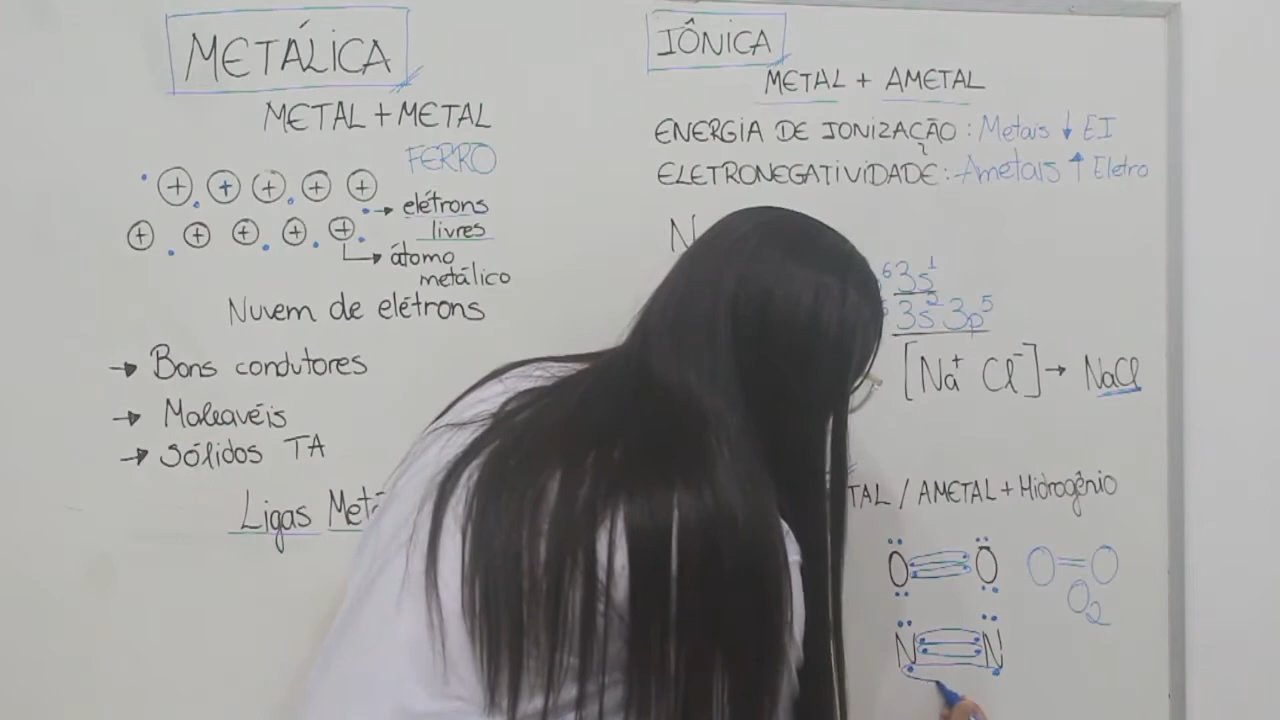 METÁLICA
METAL + METAL
FERRO
+ + + + +
elétrons
livres
+ + + + +
átomo
metálico
Nuvem de elétrons
→ Bons condutores
→ Maleavéis
→ Sólidos TA
Ligas
IÔNICA
METAL + AMETAL
ENERGIA DE IONIZAÇÃO: Metais ↓ EI
ELETRONEGATIVIDADE: Ametais ↑ Eletro
N
6 3s¹
3s² 3p⁵
[Na⁺ Cl⁻] → NaCl
/ AMETAL + Hidrogênio
O O O=O
O₂
N N